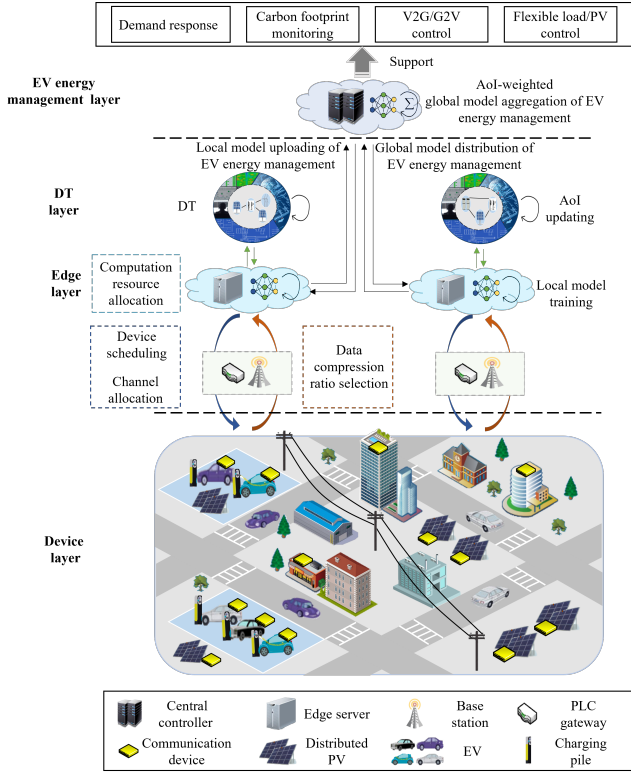 Demand response
Carbon footprint
monitoring
V2G/G2V
control
Flexible load/PV
control
Support
EV energy
management layer
Σ
AoI-weighted
global model aggregation of EV
energy management
Local model uploading of
EV energy management
Global model distribution of
EV energy management
DT
layer
DT
AoI
updating
Edge
layer
Computation
resource
allocation
Local model
training
Device
scheduling
Channel
allocation
Data
compression
ratio selection
Device
layer
Central
controller
Edge server
Base
station
PLC
gateway
Communication
device
Distributed
PV
EV
Charging
pile